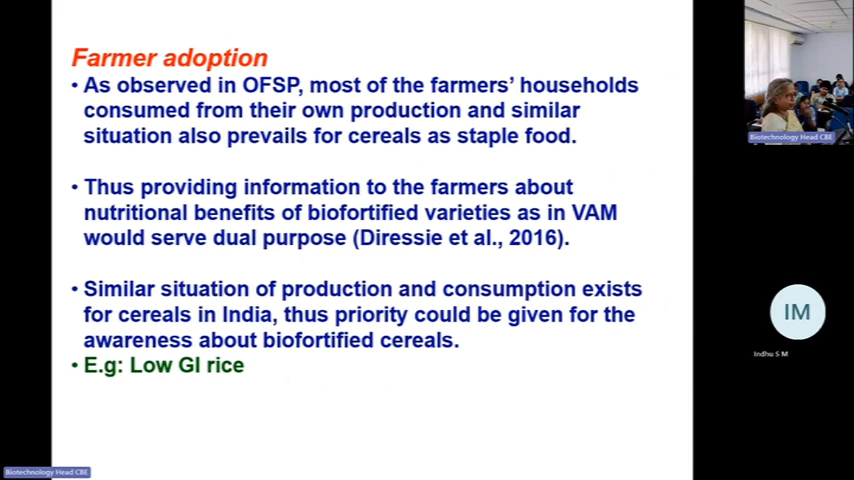 Farmer adoption
• As observed in OFSP, most of the farmers' households
consumed from their own production and similar
situation also prevails for cereals as staple food.
• Thus providing information to the farmers about
nutritional benefits of biofortified varieties as in VAM
would serve dual purpose (Diressie et al., 2016).
• Similar situation of production and consumption exists
for cereals in India, thus priority could be given for the
awareness about biofortified cereals.
• E.g: Low GI rice
Biotechnology Head CBE
IM
Indhu S M
Biotechnology Head CBE